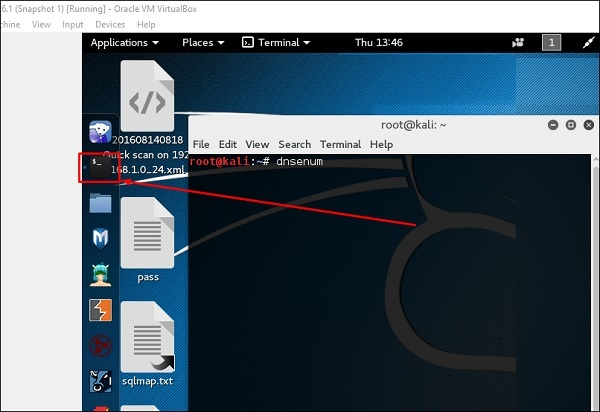 6.1 (Snapshot 1) [Running] - Oracle VM VirtualBox
chine View Input Devices Help
Applications Places Terminal Thu 13:46 1
root@kali: ~
File Edit View Search Terminal Help
root@kali:~# dnsenum
201608140818
Quick scan on 192
168.1.0_24.xml
$_
pass
sqlmap.txt